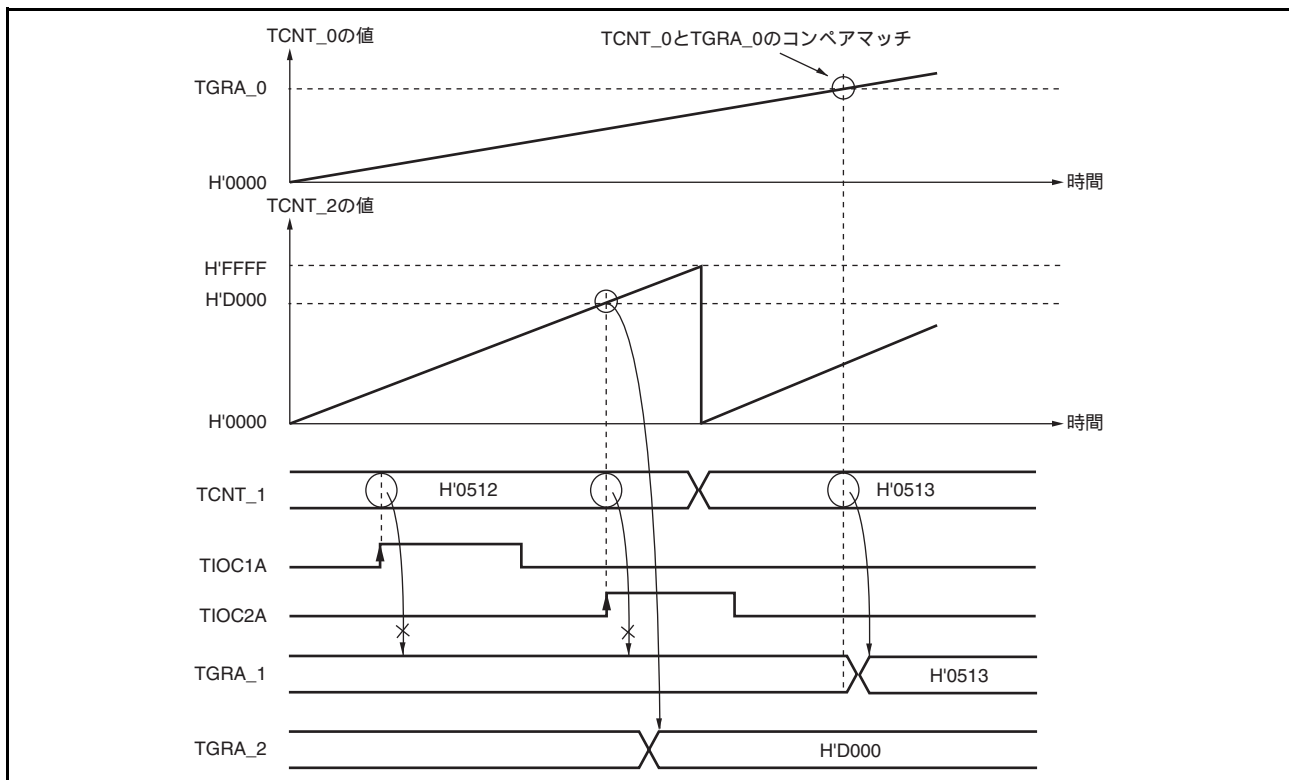 TCNT_0の値
TCNT_0とTGRA_0のコンペアマッチ
TGRA_0
H'0000
時間
TCNT_2の値
H'FFFF
H'D000
H'0000
時間
TCNT_1
H'0512
H'0513
TIOC1A
TIOC2A
TGRA_1
H'0513
TGRA_2
H'D000